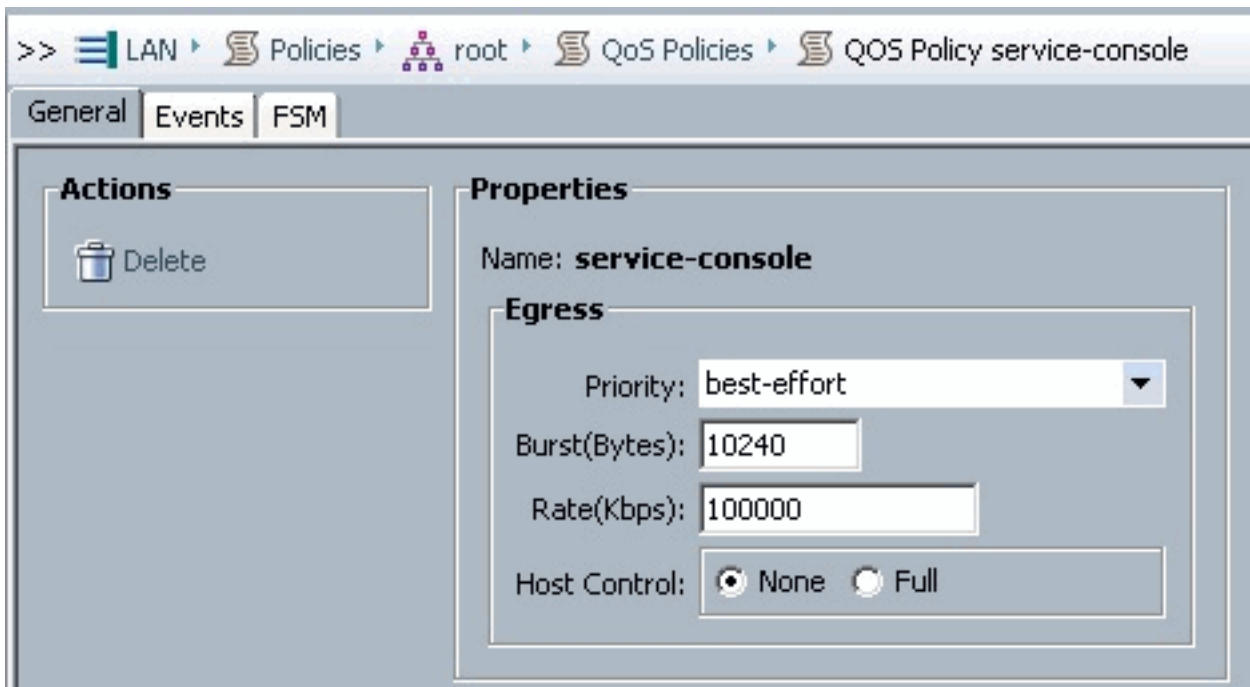 >> LAN Policies root QoS Policies QOS Policy service-console
General Events FSM
Actions
Delete
Properties
Name: service-console
Egress
Priority: best-effort
Burst(Bytes): 10240
Rate(Kbps): 100000
Host Control: None Full